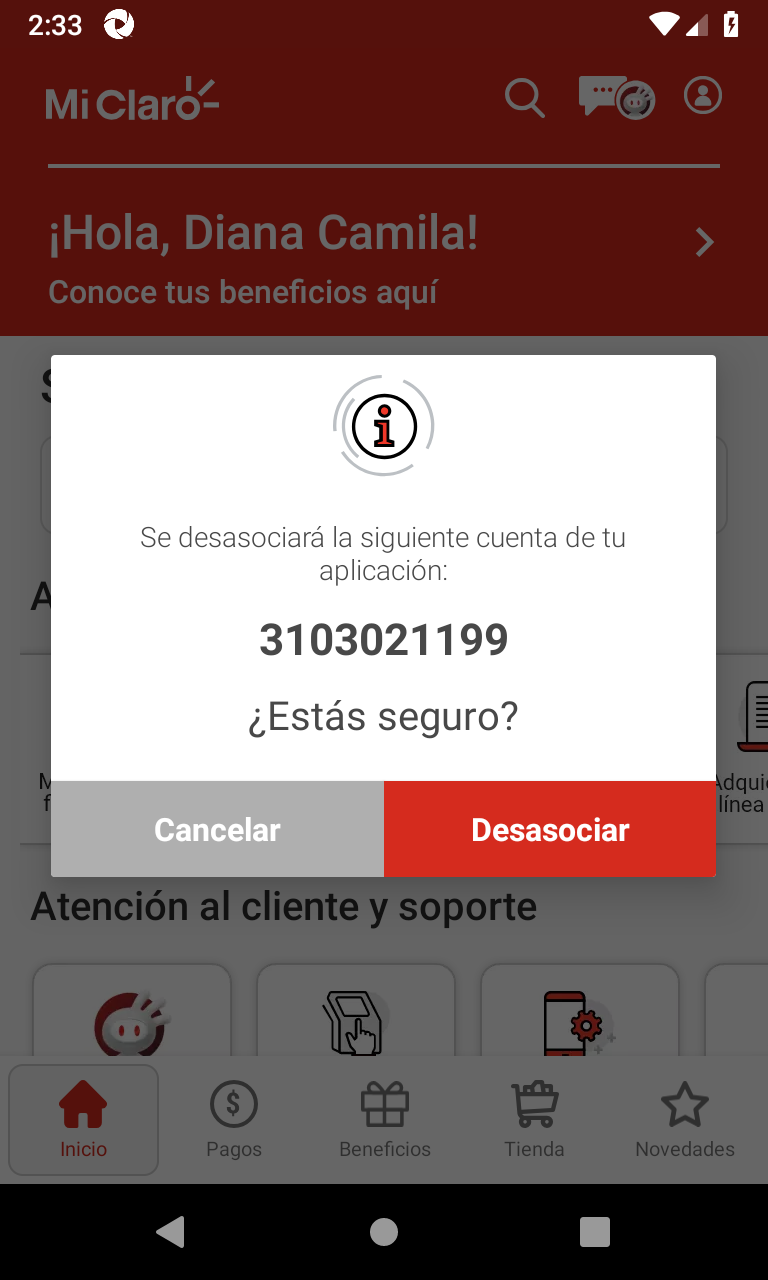 2:33
Mi Claro
¡Hola, Diana Camila!
Conoce tus beneficios aquí
Se desasociará la siguiente cuenta de tu
aplicación:
3103021199
¿Estás seguro?
Cancelar
Desasociar
línea
Atención al cliente y soporte
Inicio
Pagos
Beneficios
Tienda
Novedades